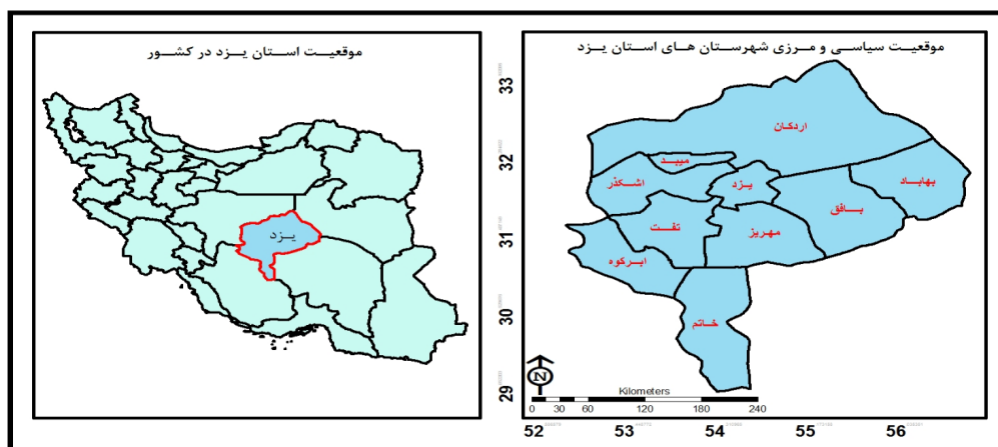 موقعیت سیاسی و مرزی شهرستان های استان یزد
اردکان
میبد
اشکذر
یزد
بهاباد
بافق
تفت
مهریز
ابرکوه
خاتم
33
32
31
30
29
N
Kilometers
0 30 60 120 180 240
52 53 54 55 56
موقعیت استان یزد در کشور
یزد